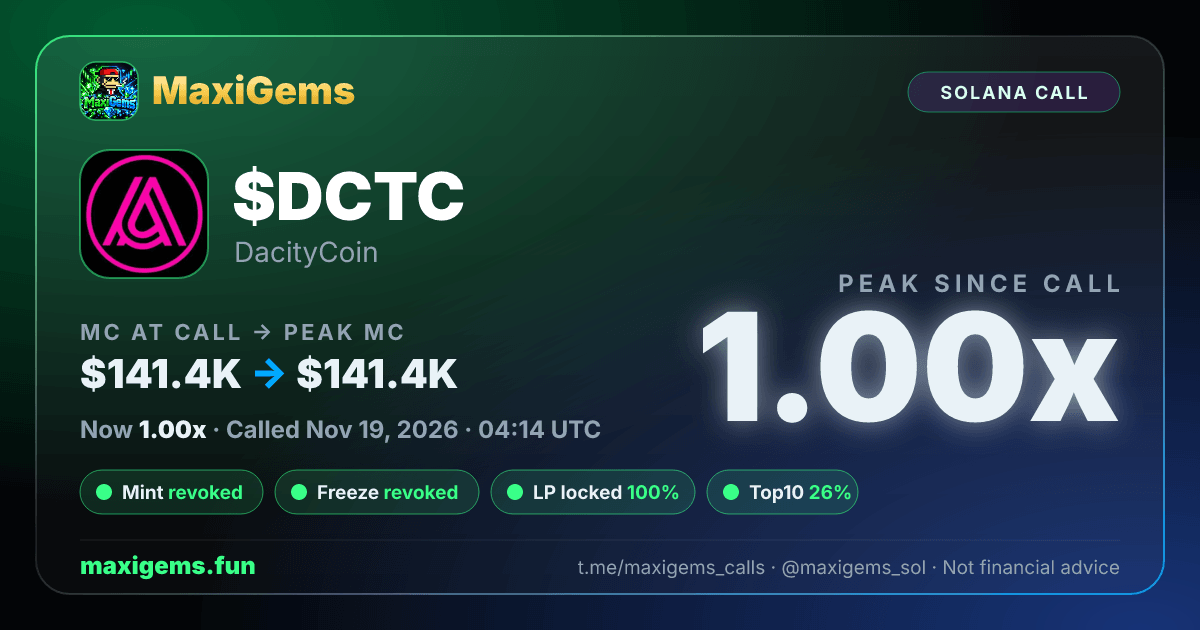 MaxiGems
MaxiGems
SOLANA CALL
$DCTC
DacityCoin
PEAK SINCE CALL
1.00x
MC AT CALL → PEAK MC
$141.4K → $141.4K
Now 1.00x · Called Nov 19, 2026 · 04:14 UTC
Mint revoked
Freeze revoked
LP locked 100%
Top10 26%
maxigems.fun
t.me/maxigems_calls · @maxigems_sol · Not financial advice